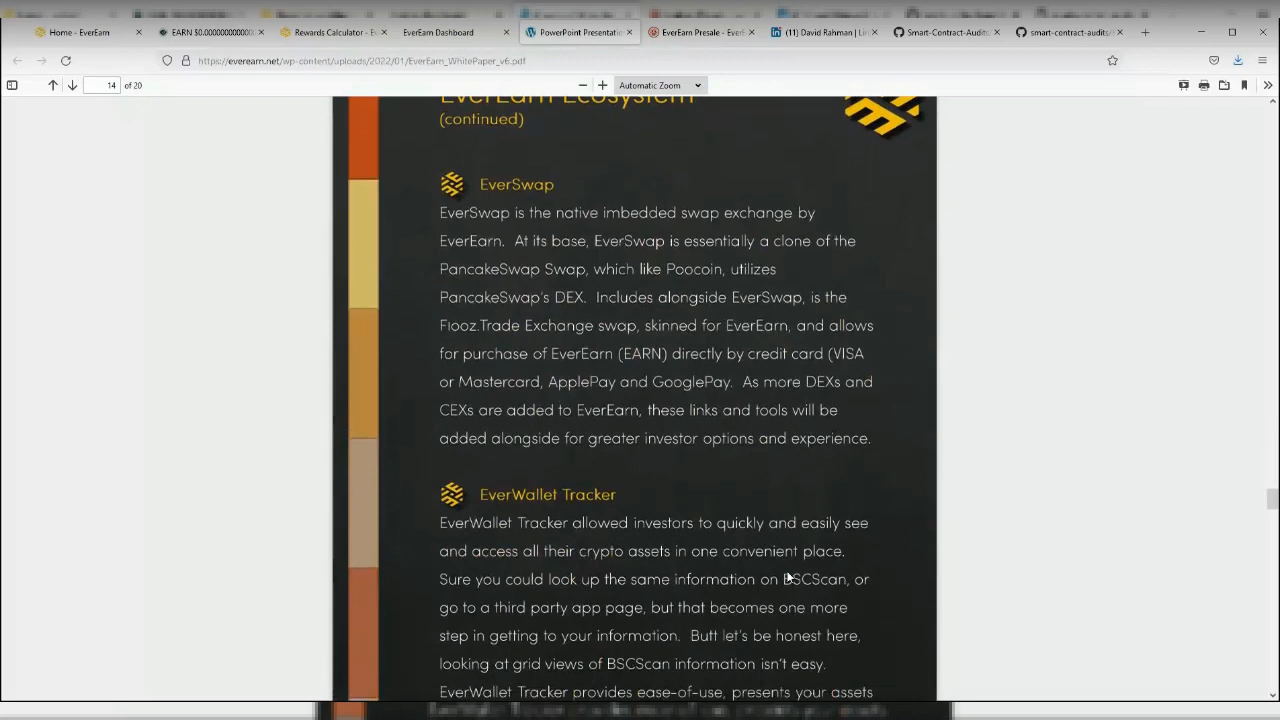 Home - EverEarn
EARN $0.000000000000
Rewards Calculator - Ev
EverEarn Dashboard
PowerPoint Presentatio
EverEarn Presale - EverE
(11) David Rahman | Lin
Smart-Contract-Audits
smart-contract-audits/E
https://everearn.net/wp-content/uploads/2022/01/EverEarn_WhitePaper_v6.pdf
14 of 20
Automatic Zoom
EverEarn Ecosystem
(continued)
EverSwap
EverSwap is the native imbedded swap exchange by
EverEarn. At its base, EverSwap is essentially a clone of the
PancakeSwap Swap, which like Poocoin, utilizes
PancakeSwap's DEX. Includes alongside EverSwap, is the
Flooz.Trade Exchange swap, skinned for EverEarn, and allows
for purchase of EverEarn (EARN) directly by credit card (VISA
or Mastercard, ApplePay and GooglePay. As more DEXs and
CEXs are added to EverEarn, these links and tools will be
added alongside for greater investor options and experience.
EverWallet Tracker
EverWallet Tracker allowed investors to quickly and easily see
and access all their crypto assets in one convenient place.
Sure you could look up the same information on BSCScan, or
go to a third party app page, but that becomes one more
step in getting to your information. Butt let's be honest here,
looking at grid views of BSCScan information isn't easy.
EverWallet Tracker provides ease-of-use, presents your assets